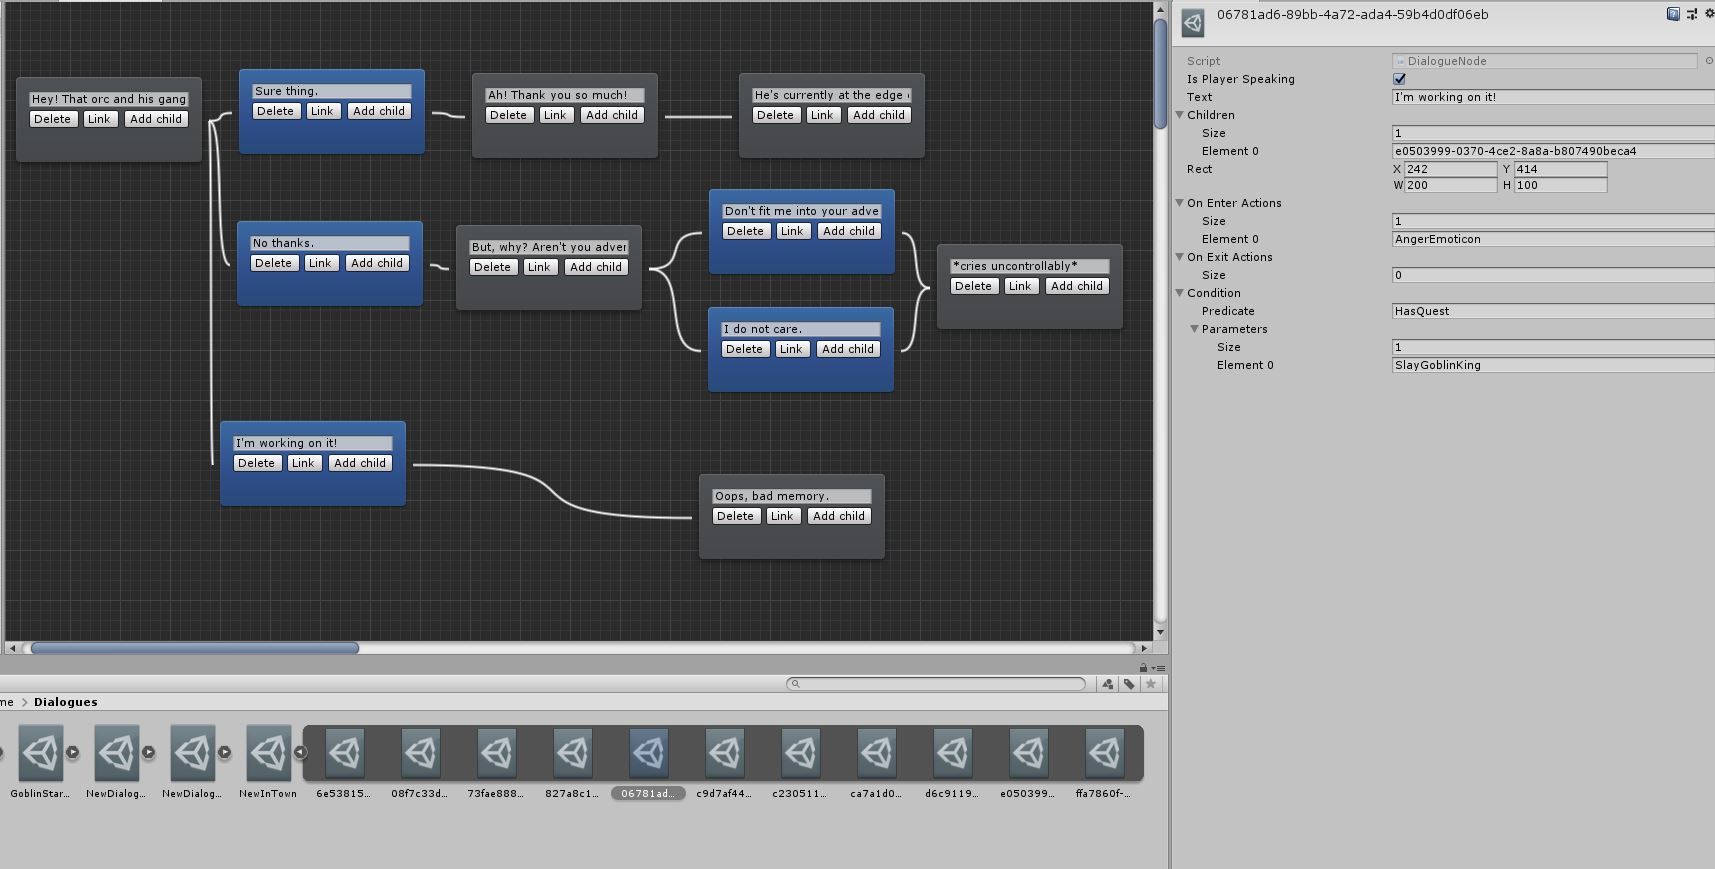 Hey! That orc and his gang
Delete Link Add child
Sure thing.
Delete Link Add child
Ah! Thank you so much!
Delete Link Add child
He's currently at the edge
Delete Link Add child
No thanks.
Delete Link Add child
But, why? Aren't you adver
Delete Link Add child
Don't fit me into your adve
Delete Link Add child
I do not care.
Delete Link Add child
*cries uncontrollably*
Delete Link Add child
I'm working on it!
Delete Link Add child
Oops, bad memory.
Delete Link Add child
me > Dialogues
GoblinStar... NewDialog... NewDialog... NewInTown 6e53815... 08f7c33d... 73fae888... 827a8c1... 06781ad... c9d7af44... c230511... ca7a1d0... d6c9119... e050399... ffa7860f-...
06781ad6-89bb-4a72-ada4-59b4d0df06eb
Script DialogueNode
Is Player Speaking
Text I'm working on it!
Children
Size 1
Element 0 e0503999-0370-4ce2-8a8a-b807490beca4
Rect X 242 Y 414
W 200 H 100
On Enter Actions
Size 1
Element 0 AngerEmoticon
On Exit Actions
Size 0
Condition
Predicate HasQuest
Parameters
Size 1
Element 0 SlayGoblinKing